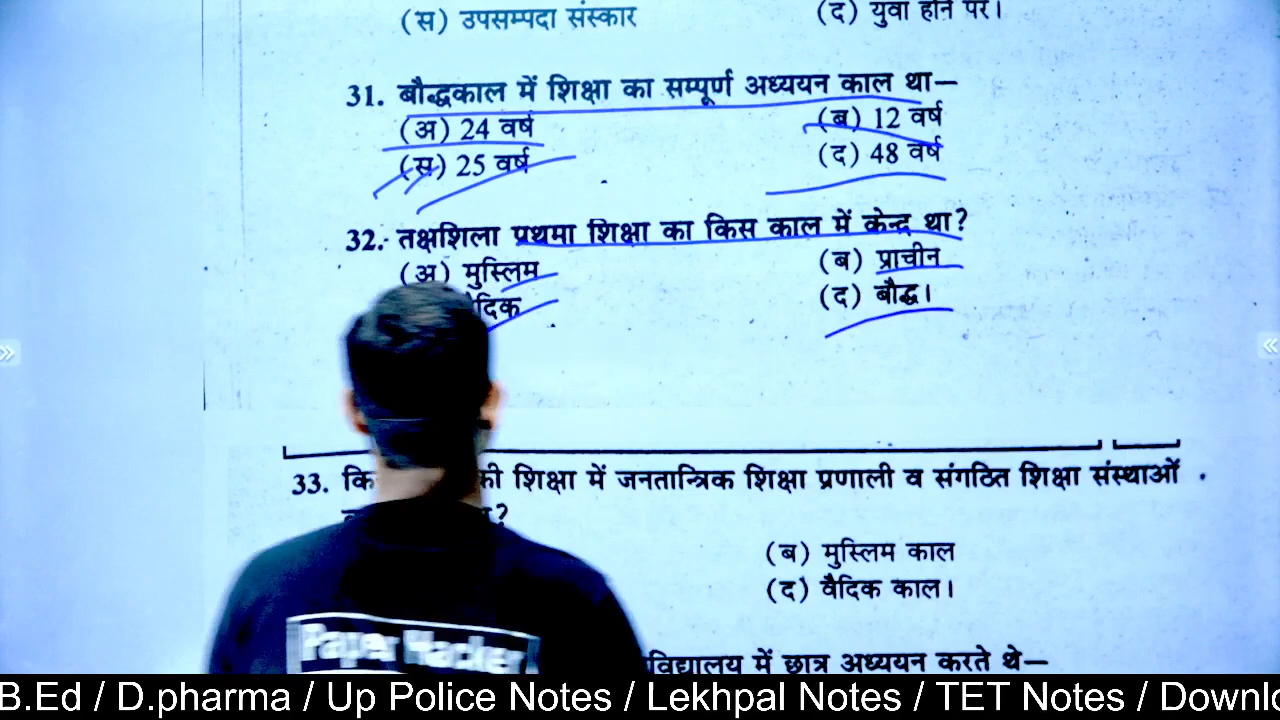 (स) उपसम्पदा संस्कार (द) युवा होने पर।
31. बौद्धकाल में शिक्षा का सम्पूर्ण अध्ययन काल था—
(अ) 24 वर्ष (ब) 12 वर्ष
(स) 25 वर्ष (द) 48 वर्ष
32. तक्षशिला प्रथमा शिक्षा का किस काल में केन्द्र था?
(अ) मुस्लिम (ब) प्राचीन
(द) बौद्ध।
33. की शिक्षा में जनतान्त्रिक शिक्षा प्रणाली व संगठित शिक्षा संस्थाओं
(ब) मुस्लिम काल
(द) वैदिक काल।
विद्यालय में छात्र अध्ययन करते थे—
Paper Hacker
B.Ed / D.pharma / Up Police Notes / Lekhpal Notes / TET Notes / Downlo